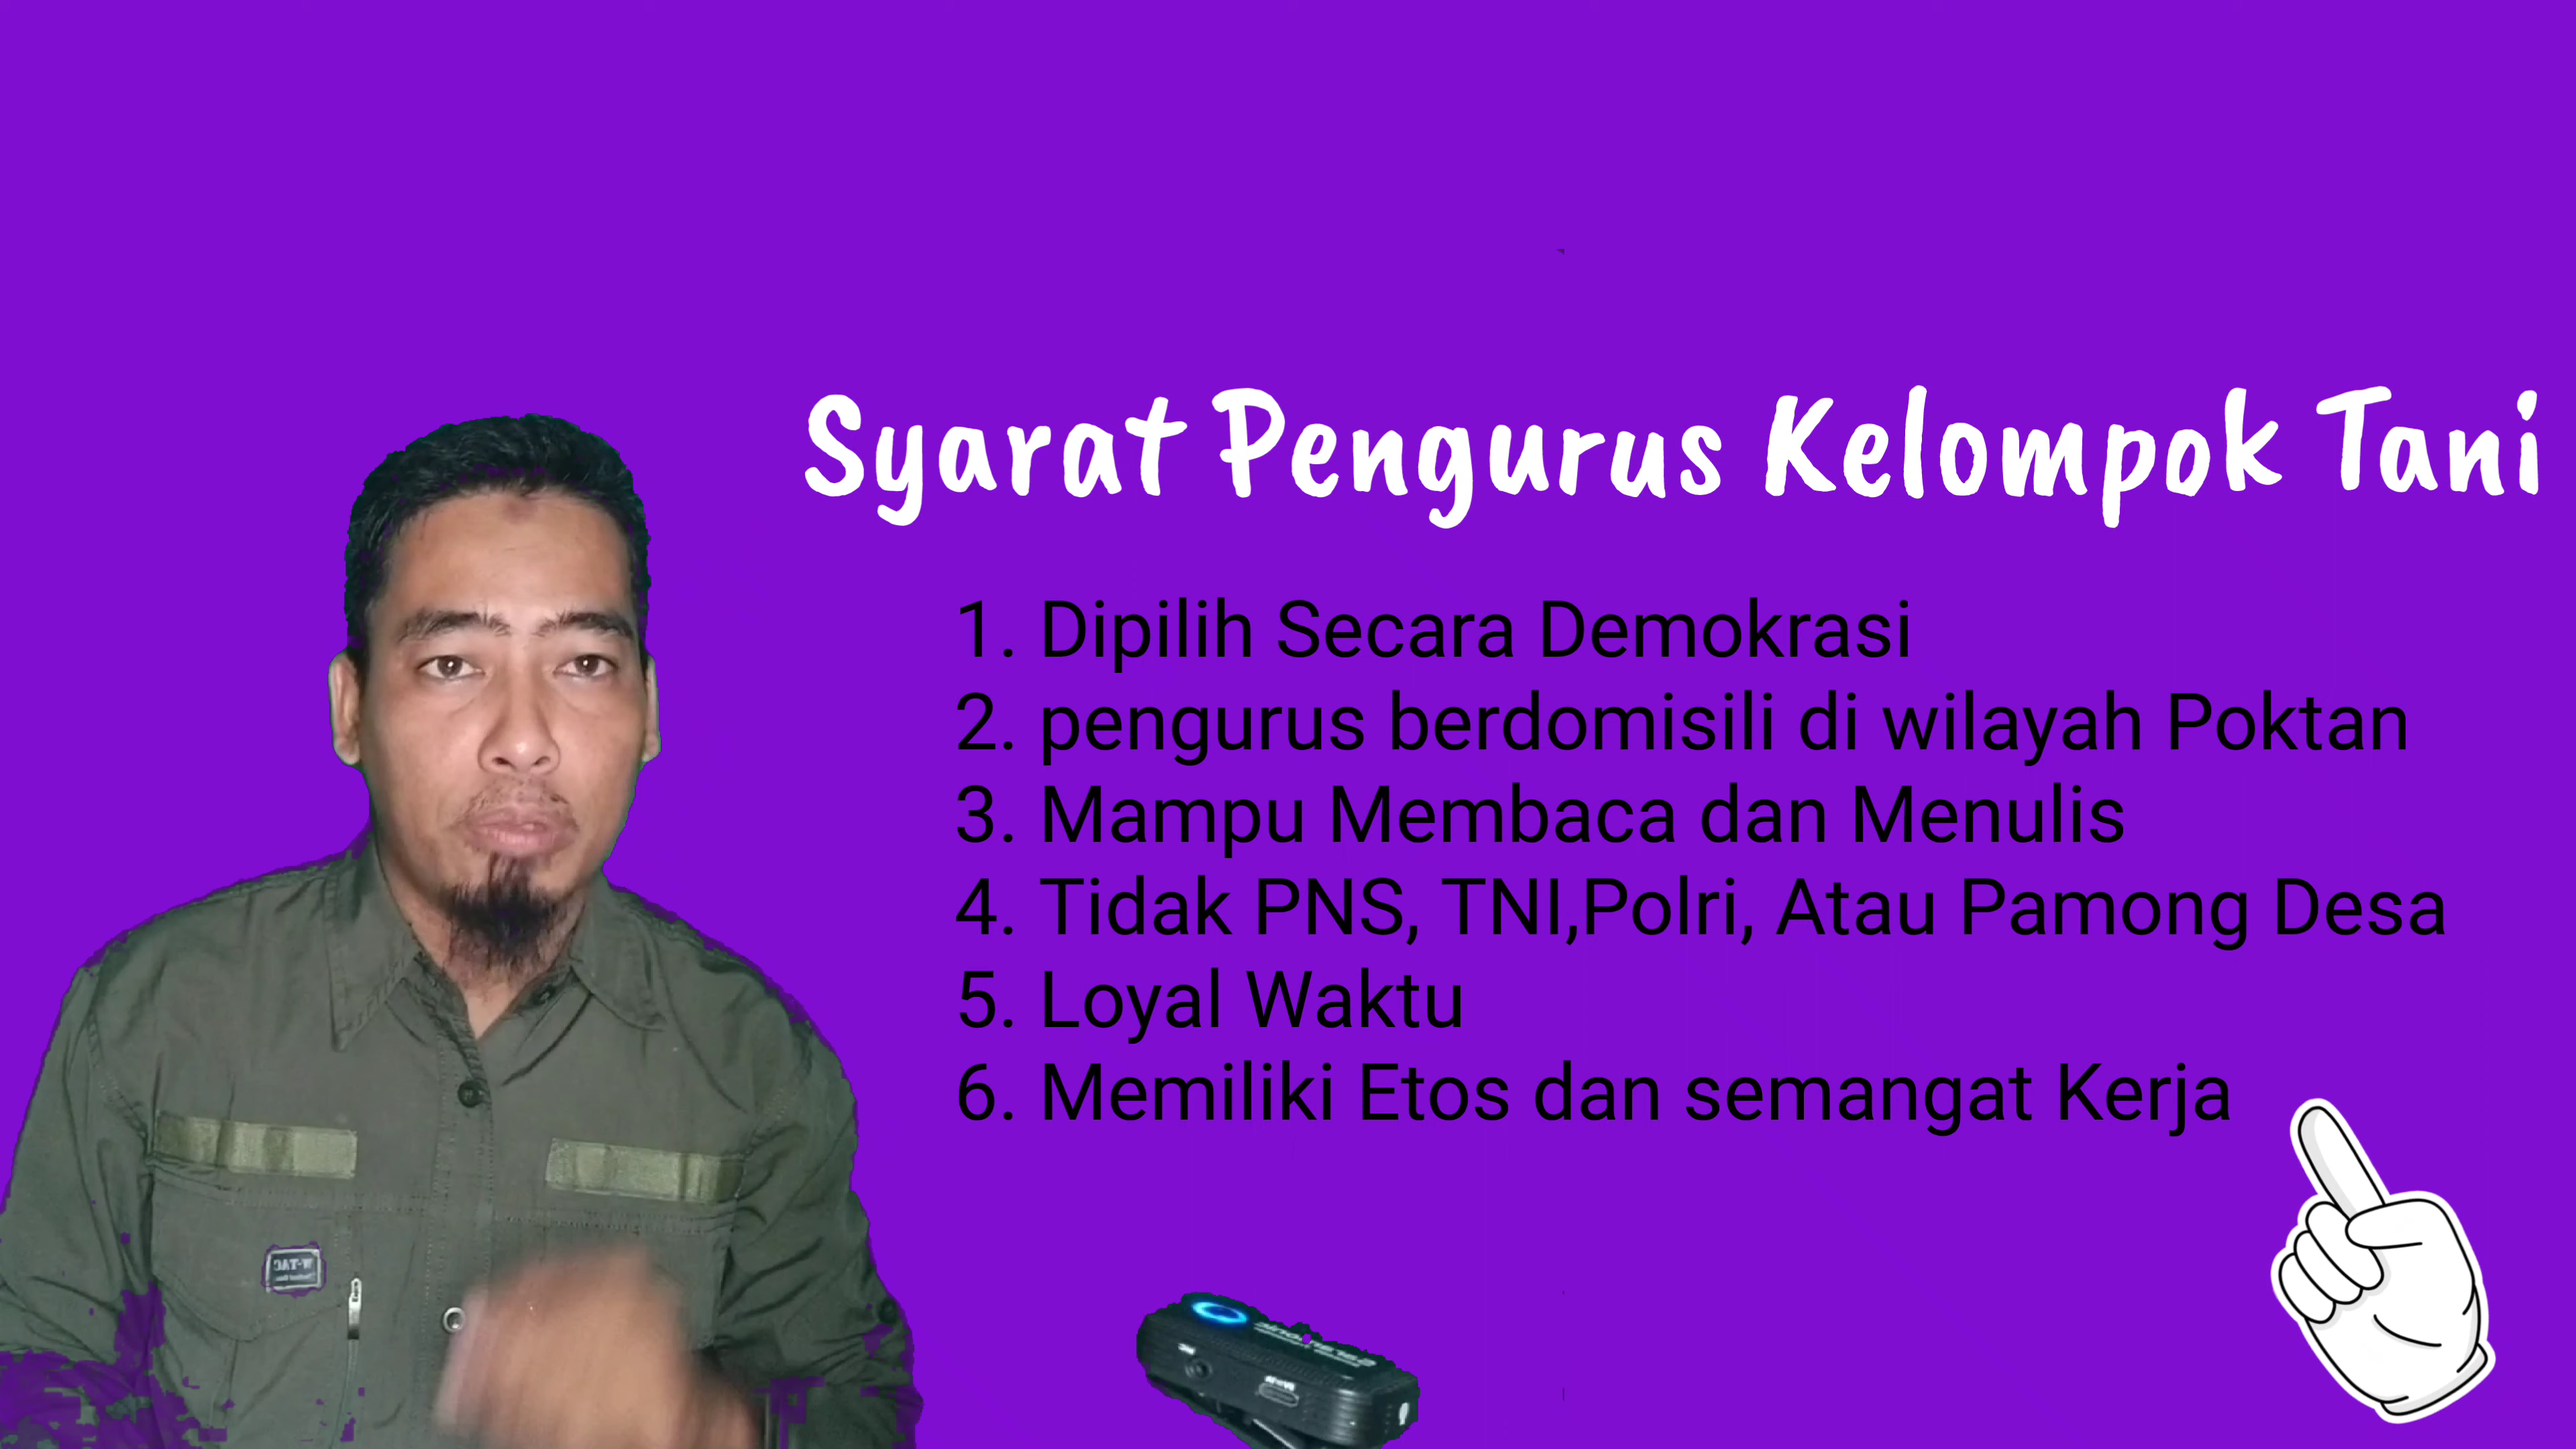 Syarat Pengurus Kelompok Tani
1. Dipilih Secara Demokrasi
2. pengurus berdomisili di wilayah Poktan
3. Mampu Membaca dan Menulis
4. Tidak PNS, TNI,Polri, Atau Pamong Desa
5. Loyal Waktu
6. Memiliki Etos dan semangat Kerja
W-TAC